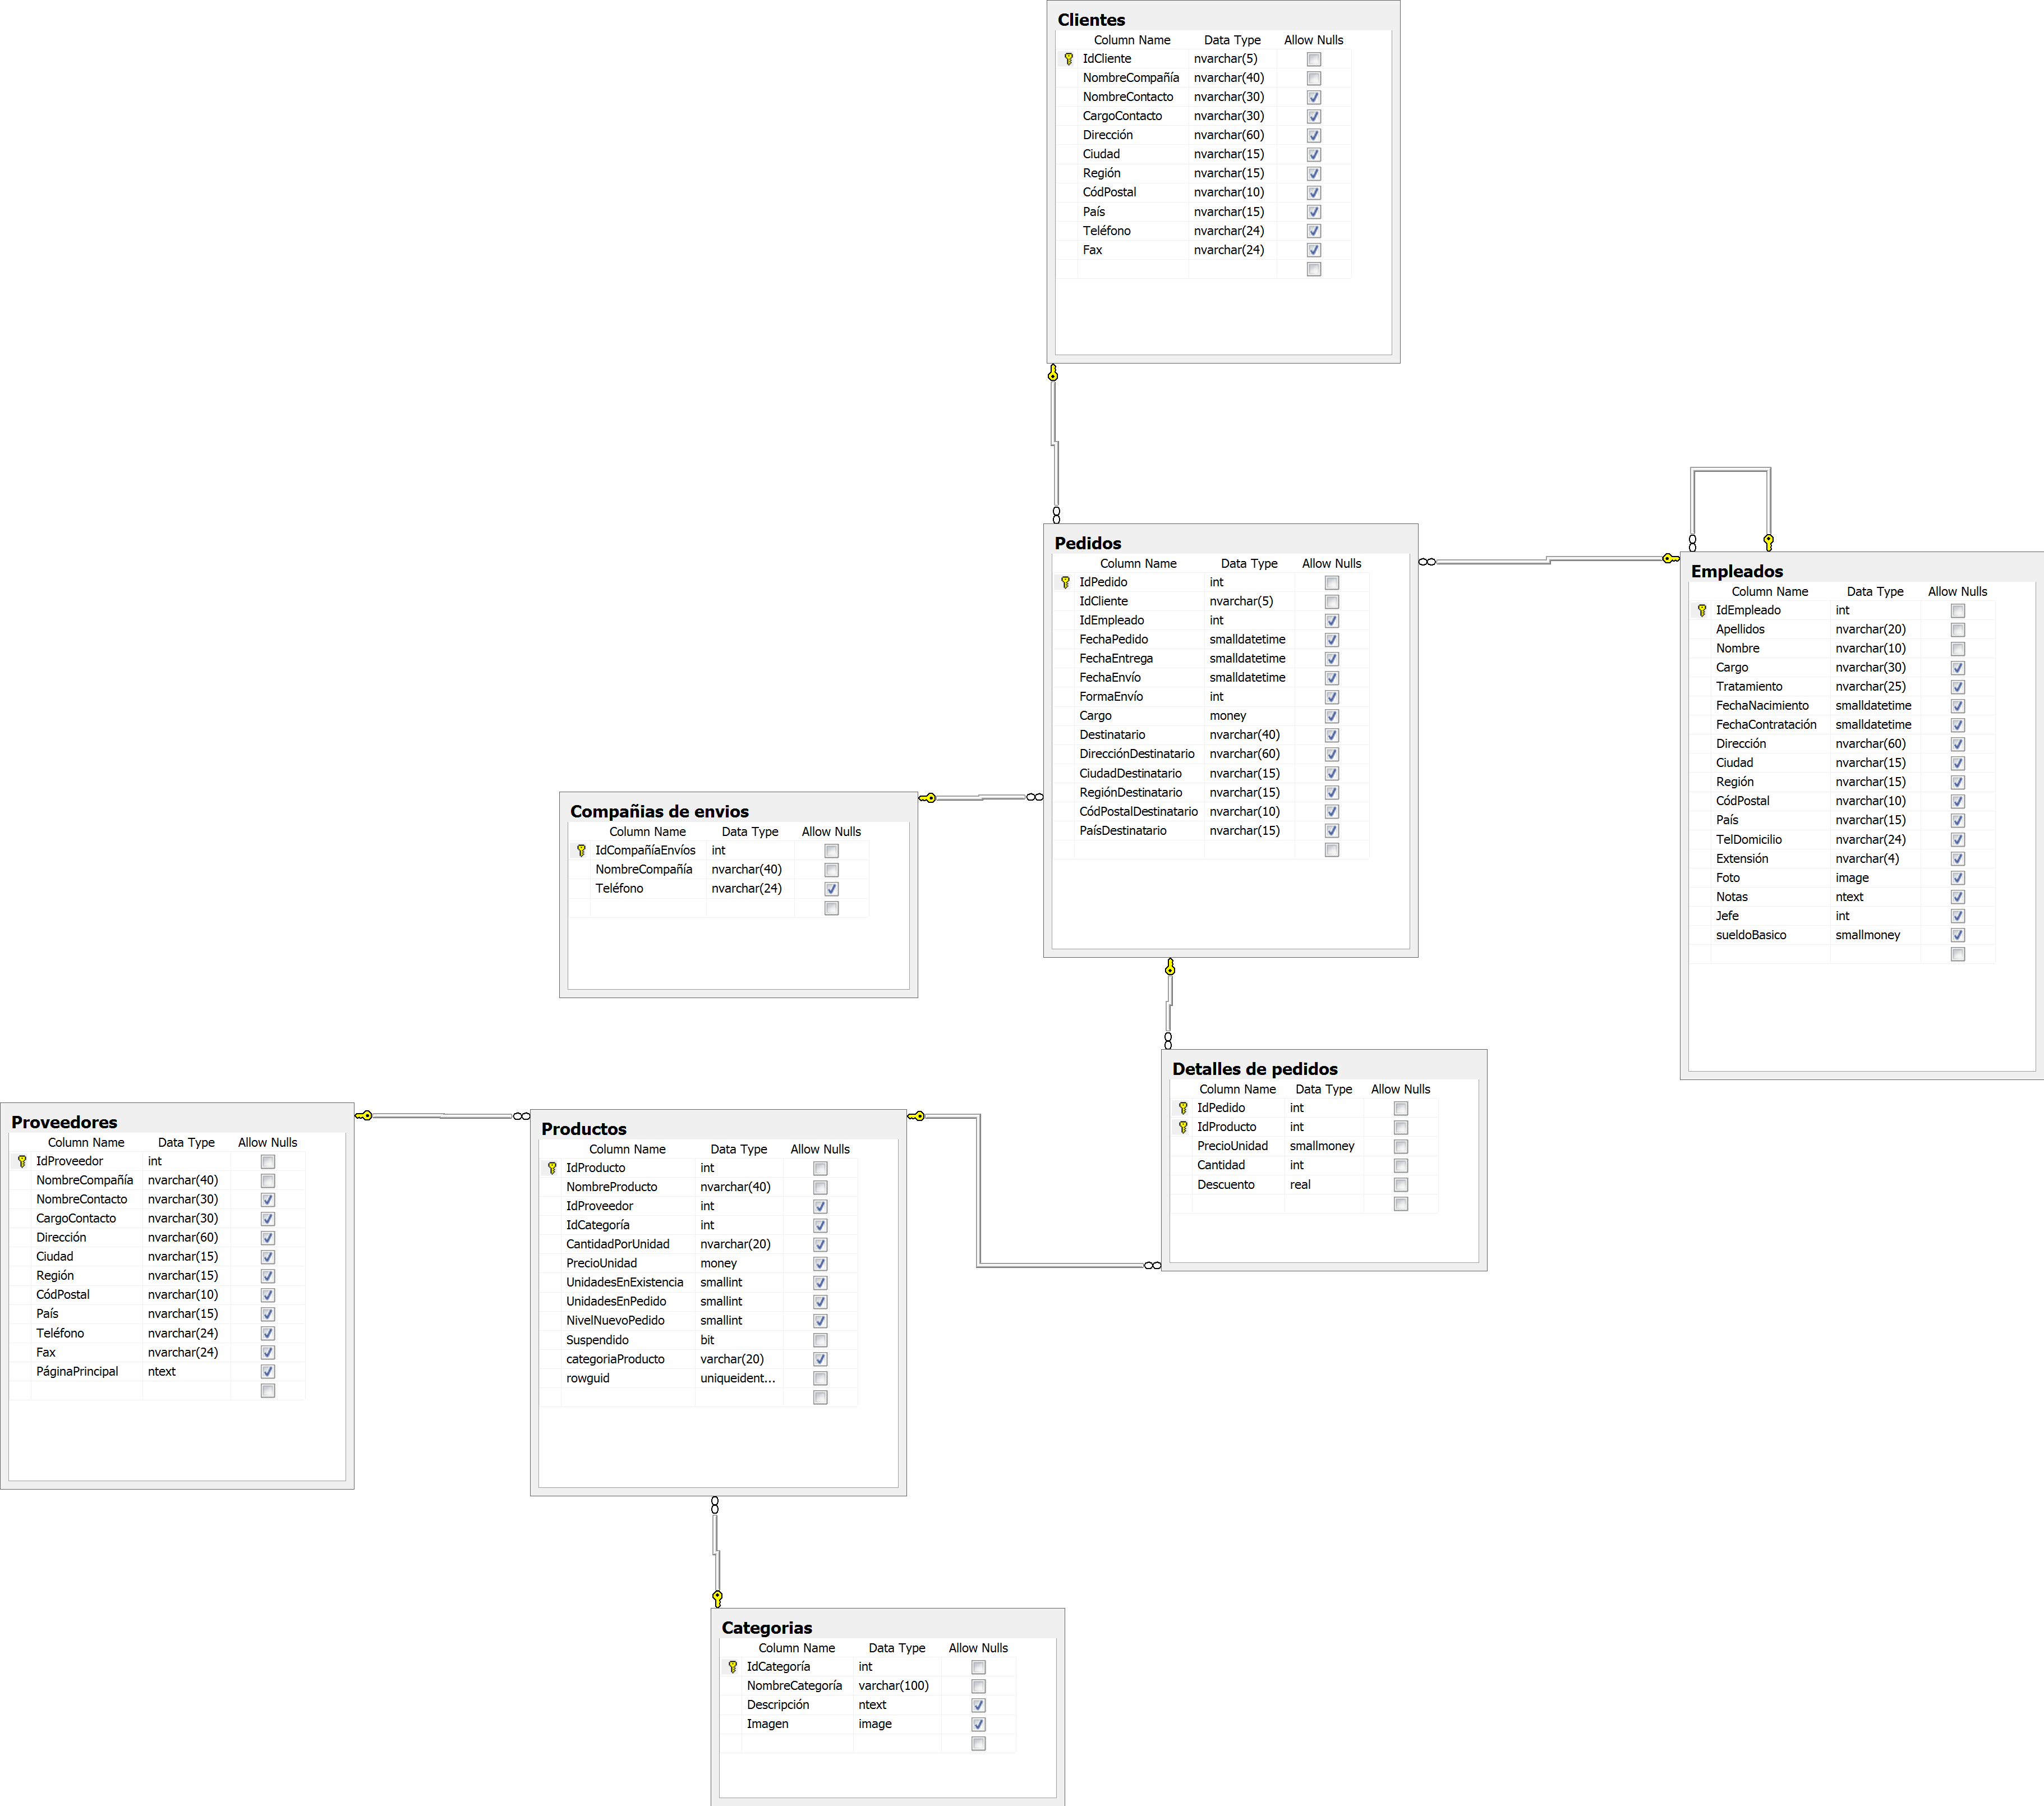 Clientes
Column Name Data Type Allow Nulls
IdCliente nvarchar(5)
NombreCompañía nvarchar(40)
NombreContacto nvarchar(30)
CargoContacto nvarchar(30)
Dirección nvarchar(60)
Ciudad nvarchar(15)
Región nvarchar(15)
CódPostal nvarchar(10)
País nvarchar(15)
Teléfono nvarchar(24)
Fax nvarchar(24)
Pedidos
Column Name Data Type Allow Nulls
IdPedido int
IdCliente nvarchar(5)
IdEmpleado int
FechaPedido smalldatetime
FechaEntrega smalldatetime
FechaEnvío smalldatetime
FormaEnvío int
Cargo money
Destinatario nvarchar(40)
DirecciónDestinatario nvarchar(60)
CiudadDestinatario nvarchar(15)
RegiónDestinatario nvarchar(15)
CódPostalDestinatario nvarchar(10)
PaísDestinatario nvarchar(15)
Empleados
Column Name Data Type Allow Nulls
IdEmpleado int
Apellidos nvarchar(20)
Nombre nvarchar(10)
Cargo nvarchar(30)
Tratamiento nvarchar(25)
FechaNacimiento smalldatetime
FechaContratación smalldatetime
Dirección nvarchar(60)
Ciudad nvarchar(15)
Región nvarchar(15)
CódPostal nvarchar(10)
País nvarchar(15)
TelDomicilio nvarchar(24)
Extensión nvarchar(4)
Foto image
Notas ntext
Jefe int
sueldoBasico smallmoney
Compañias de envios
Column Name Data Type Allow Nulls
IdCompañíaEnvíos int
NombreCompañía nvarchar(40)
Teléfono nvarchar(24)
Detalles de pedidos
Column Name Data Type Allow Nulls
IdPedido int
IdProducto int
PrecioUnidad smallmoney
Cantidad int
Descuento real
Proveedores
Column Name Data Type Allow Nulls
IdProveedor int
NombreCompañía nvarchar(40)
NombreContacto nvarchar(30)
CargoContacto nvarchar(30)
Dirección nvarchar(60)
Ciudad nvarchar(15)
Región nvarchar(15)
CódPostal nvarchar(10)
País nvarchar(15)
Teléfono nvarchar(24)
Fax nvarchar(24)
PáginaPrincipal ntext
Productos
Column Name Data Type Allow Nulls
IdProducto int
NombreProducto nvarchar(40)
IdProveedor int
IdCategoría int
CantidadPorUnidad nvarchar(20)
PrecioUnidad money
UnidadesEnExistencia smallint
UnidadesEnPedido smallint
NivelNuevoPedido smallint
Suspendido bit
categoriaProducto varchar(20)
rowguid uniqueident...
Categorias
Column Name Data Type Allow Nulls
IdCategoría int
NombreCategoría varchar(100)
Descripción ntext
Imagen image